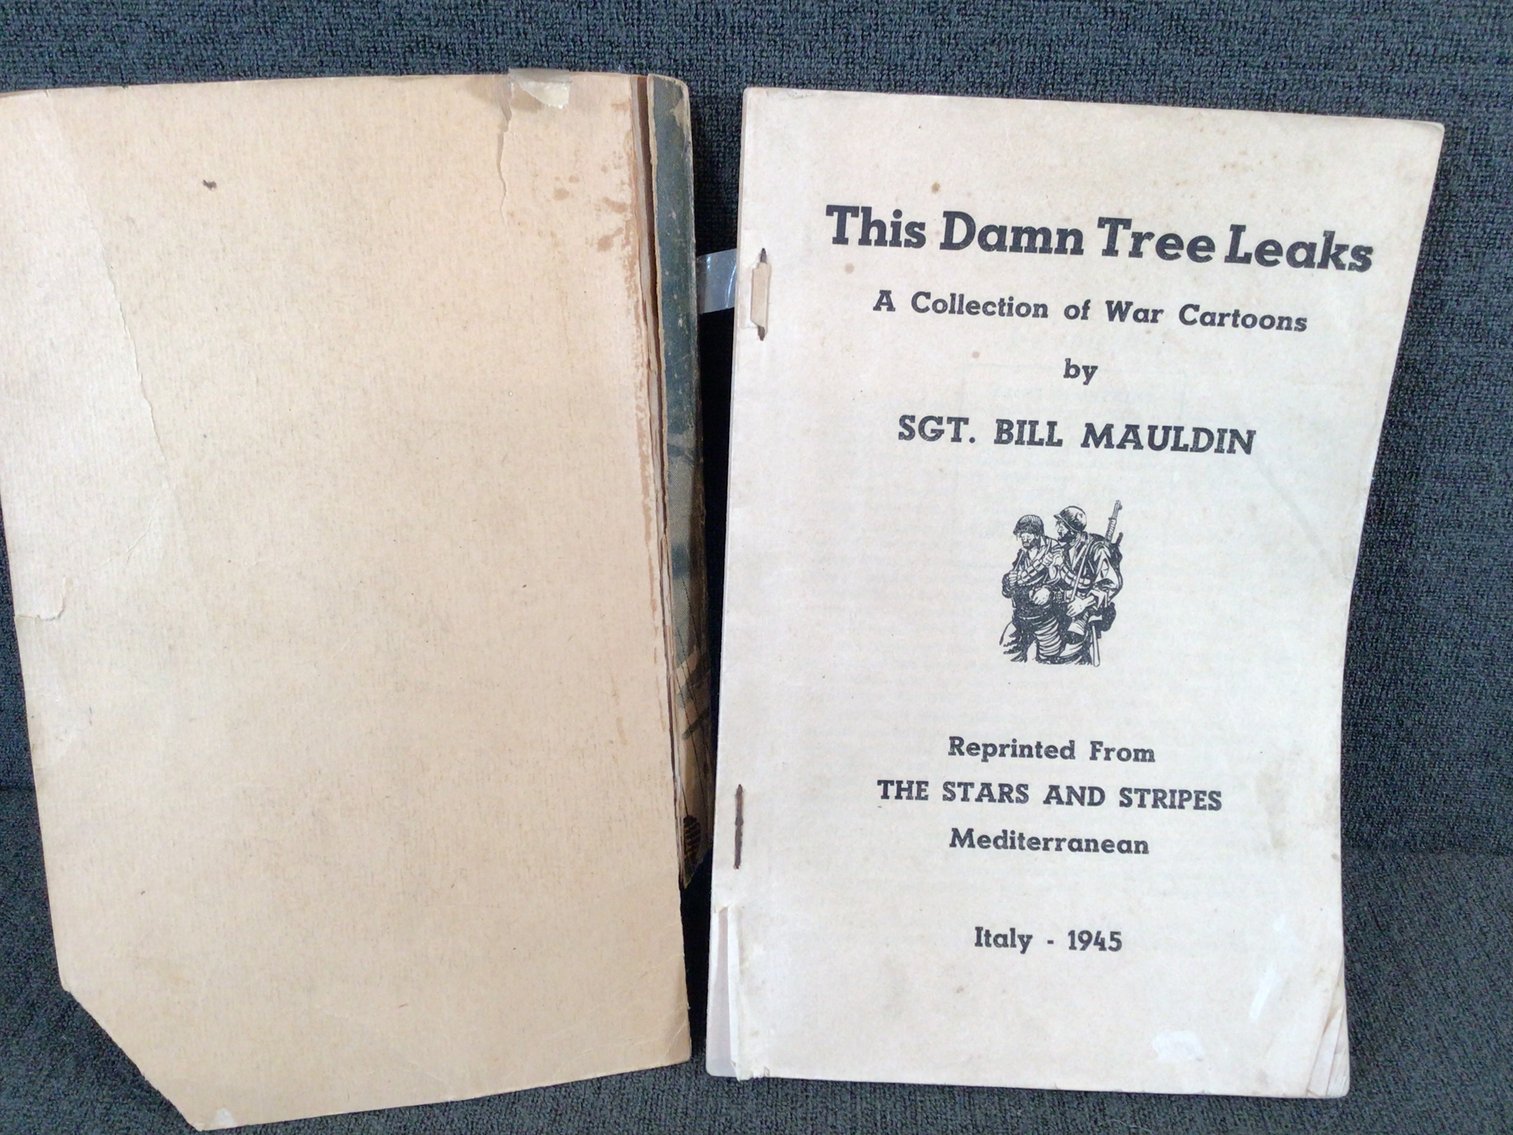 This Damn Tree Leaks
A Collection of War Cartoons
by
SGT. BILL MAULDIN
Reprinted From
THE STARS AND STRIPES
Mediterranean
Italy - 1945